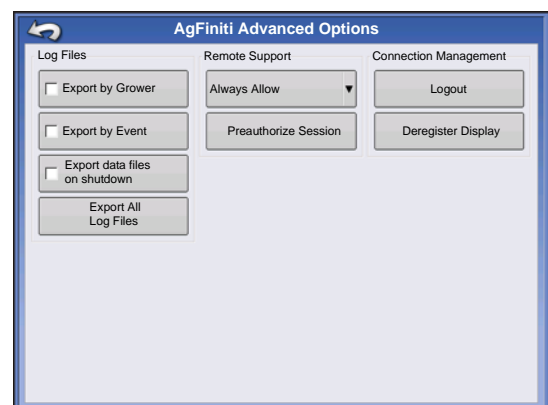 AgFiniti Advanced Options
Log Files
Export by Grower
Export by Event
Export data files
on shutdown
Export All
Log Files
Remote Support
Always Allow
Preauthorize Session
Connection Management
Logout
Deregister Display